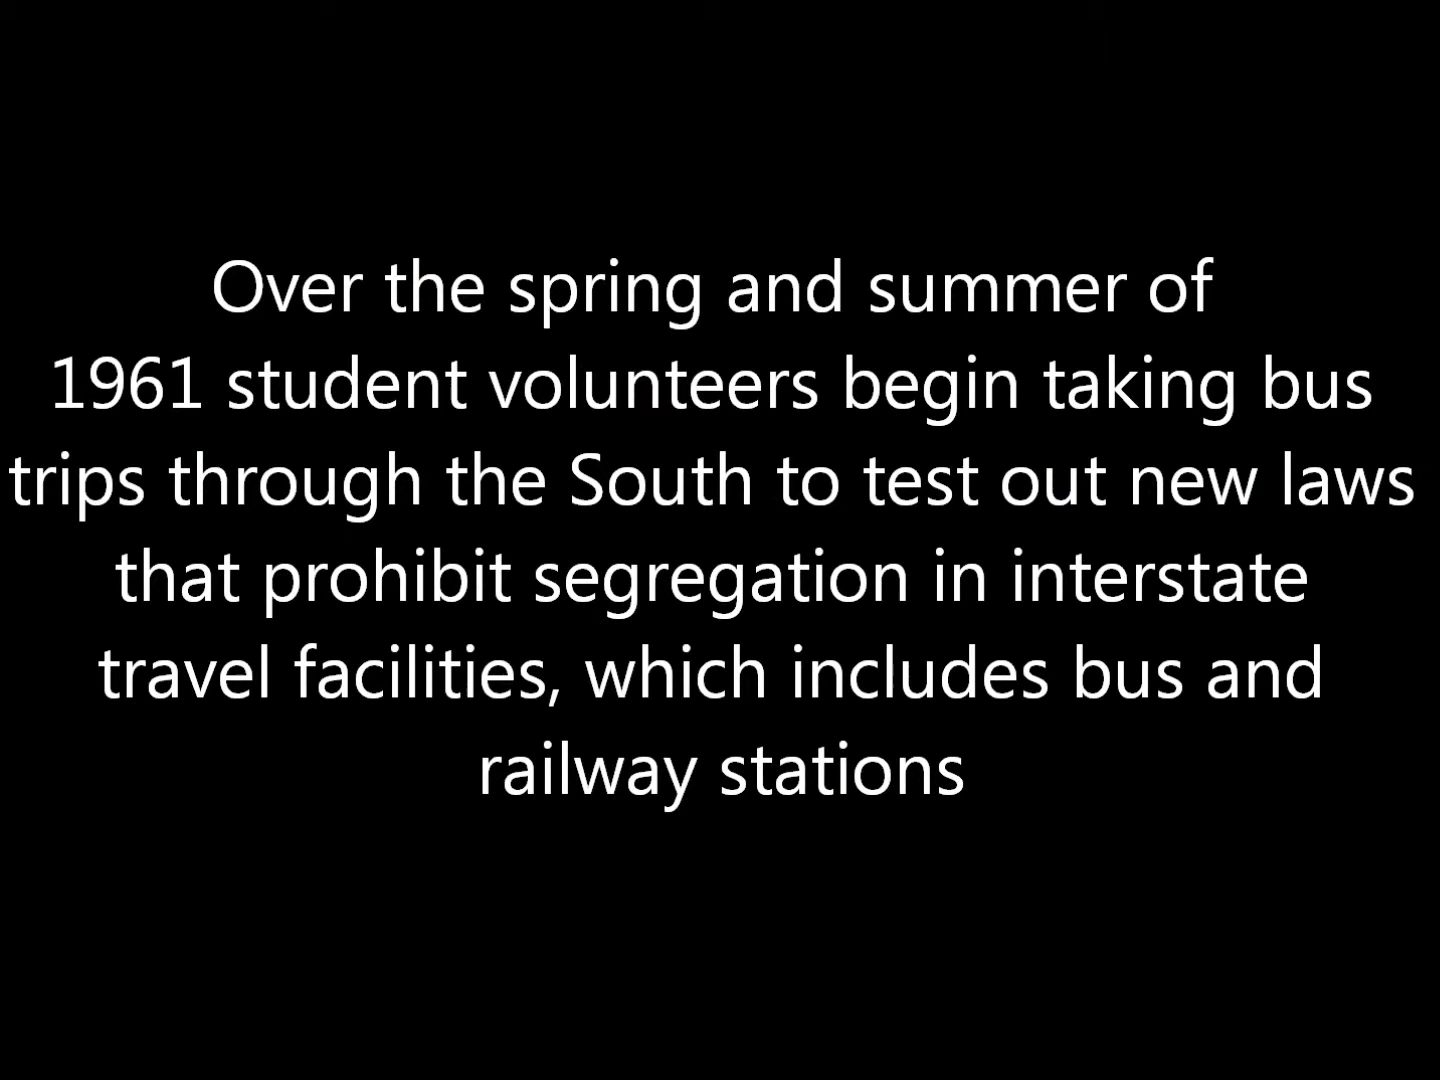 Over the spring and summer of
1961 student volunteers begin taking bus
trips through the South to test out new laws
that prohibit segregation in interstate
travel facilities, which includes bus and
railway stations